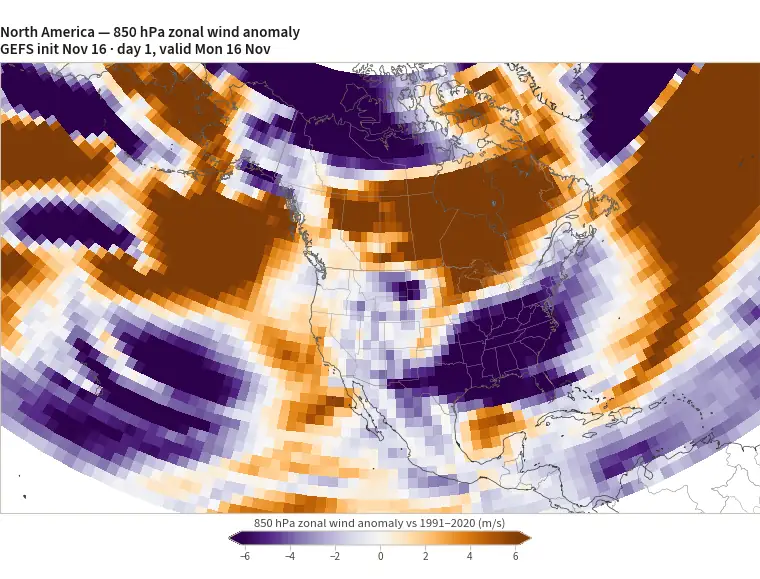 North America — 850 hPa zonal wind anomaly
GEFS init Nov 16 · day 1, valid Mon 16 Nov
850 hPa zonal wind anomaly vs 1991–2020 (m/s)
−6 −4 −2 0 2 4 6